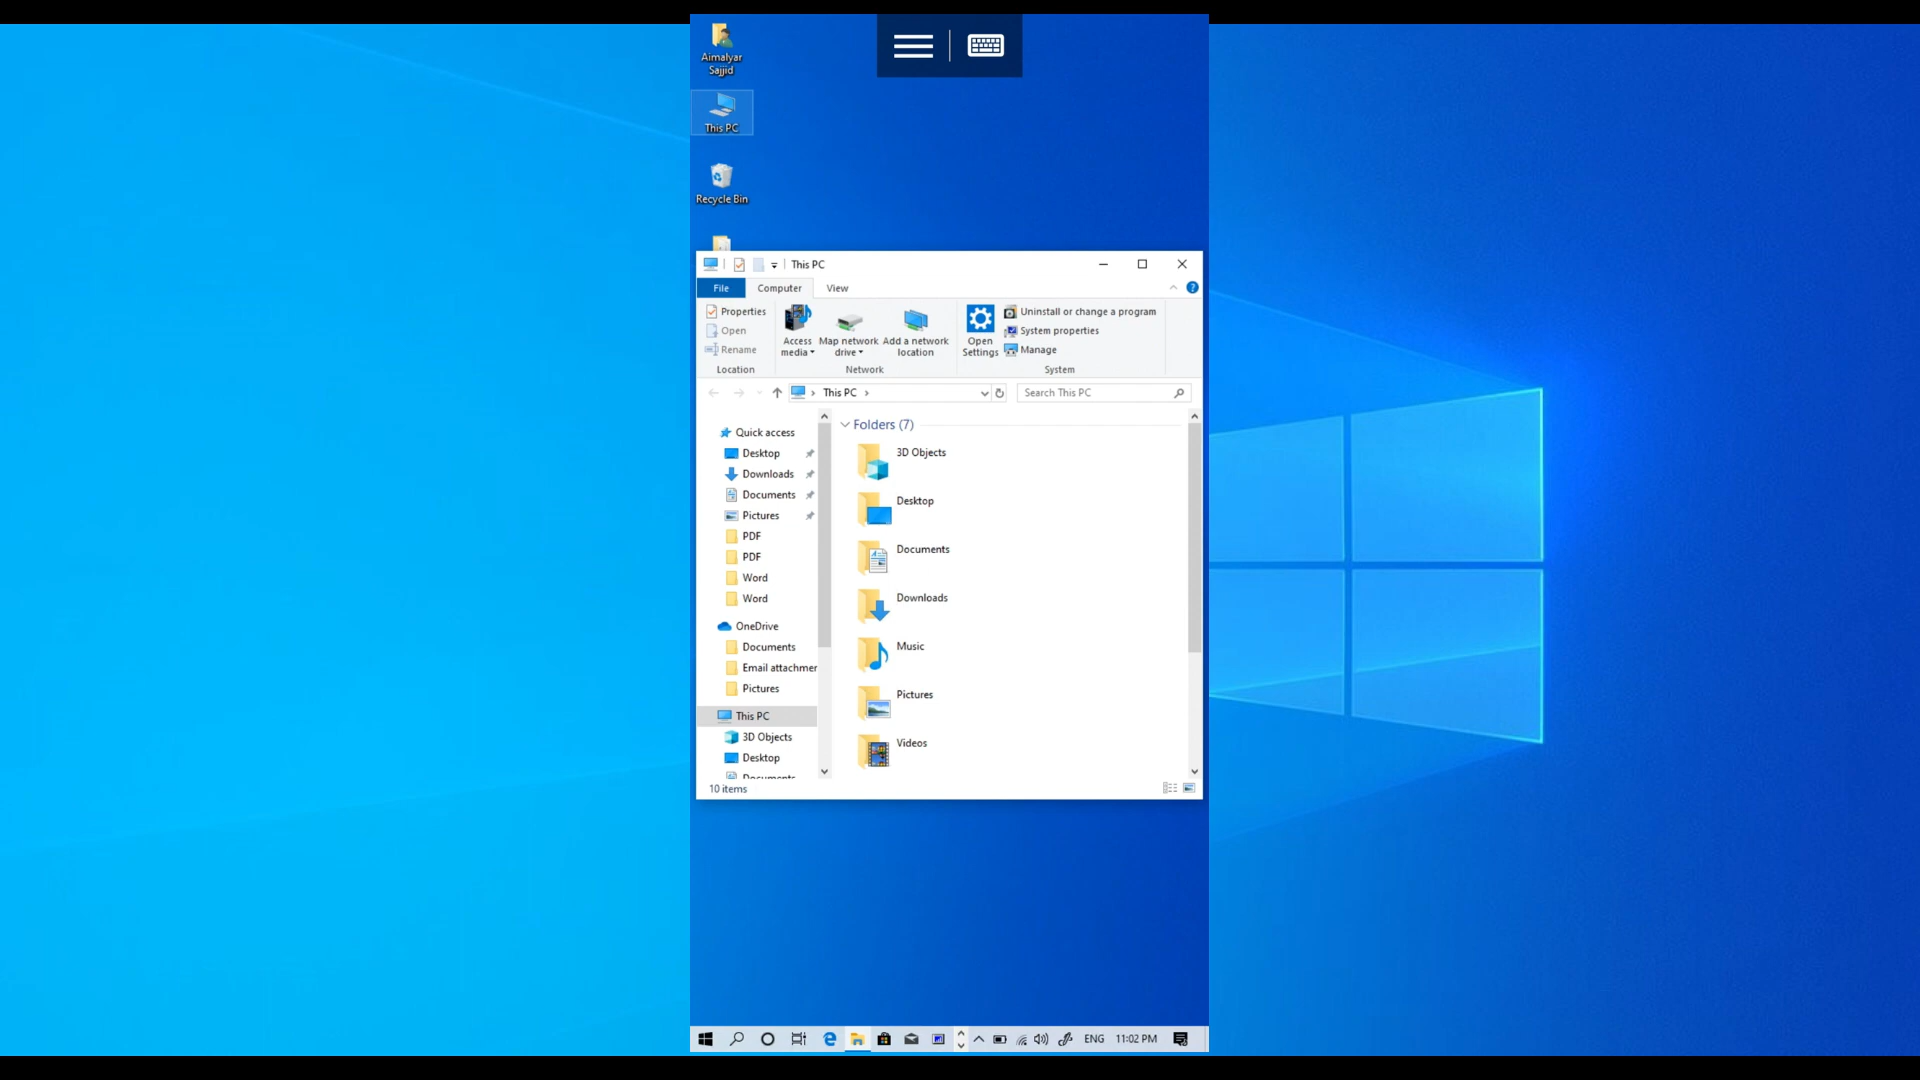 Aimalyar
Sajjid
This PC
Recycle Bin
This PC
File
Computer
View
Properties
Open
Rename
Location
Access
media
Map network
drive
Add a network
location
Network
Open
Settings
Uninstall or change a program
System properties
Manage
System
This PC
Search This PC
Quick access
Desktop
Downloads
Documents
Pictures
PDF
PDF
Word
Word
OneDrive
Documents
Email attachmer
Pictures
This PC
3D Objects
Desktop
Documents
Folders (7)
3D Objects
Desktop
Documents
Downloads
Music
Pictures
Videos
10 items
ENG
11:02 PM